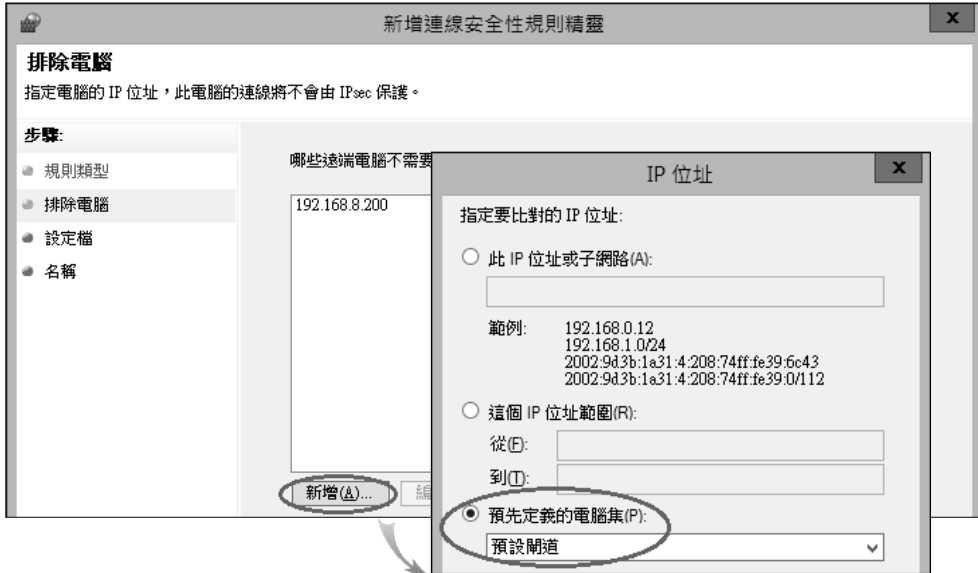 新增連線安全性規則精靈
x
排除電腦
指定電腦的 IP 位址，此電腦的連線將不會由 IPsec 保護。
步驟:
規則類型
排除電腦
設定檔
名稱
哪些遠端電腦不需要
192.168.8.200
新增(A)...
編
IP 位址
x
指定要比對的 IP 位址:
此 IP 位址或子網路(A):
範例:
192.168.0.12
192.168.1.0/24
2002:9d3b:1a31:4:208:74ff:fe39:6c43
2002:9d3b:1a31:4:208:74ff:fe39:0/112
這個 IP 位址範圍(R):
從(F):
到(T):
預先定義的電腦集(P):
預設閘道